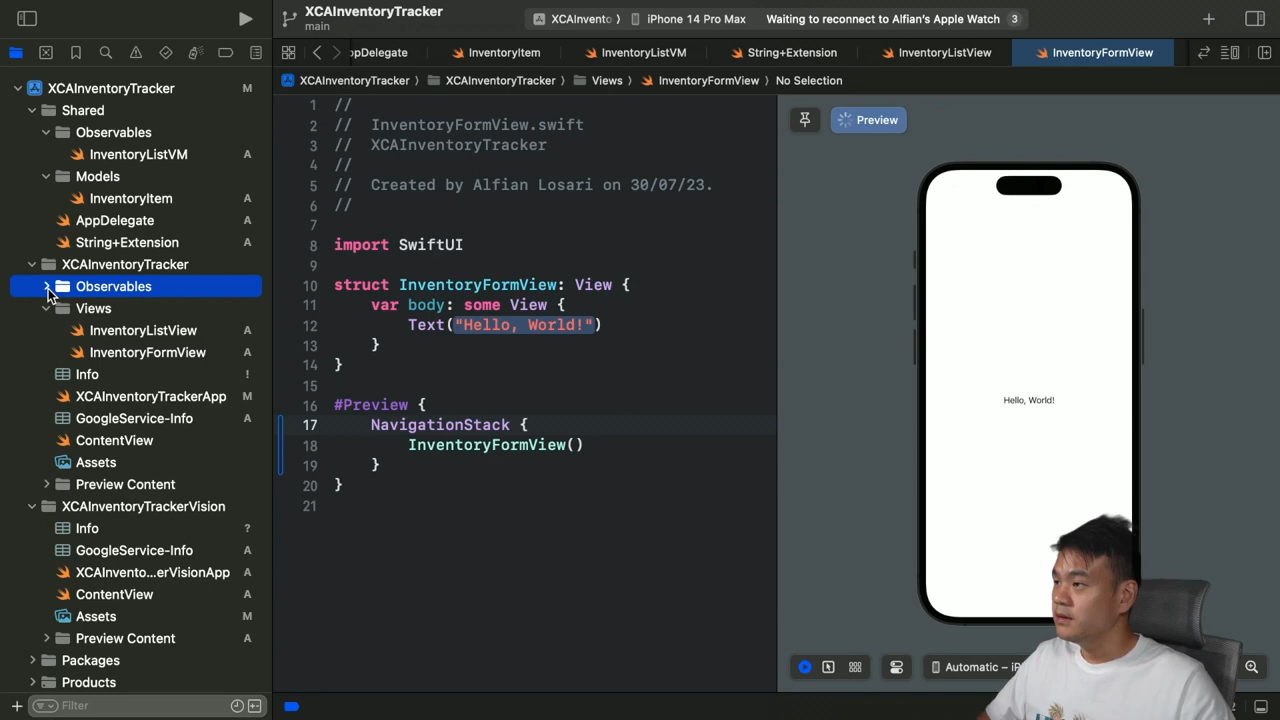 XCAInventoryTracker
main
XCAInvento
iPhone 14 Pro Max
Waiting to reconnect to Alfian's Apple Watch
3
pDelegate
InventoryItem
InventoryListVM
String+Extension
InventoryListView
InventoryFormView
XCAInventoryTracker
XCAInventoryTracker
Views
InventoryFormView
No Selection
XCAInventoryTracker M
Shared
Observables
InventoryListVM A
Models
InventoryItem A
AppDelegate A
String+Extension A
XCAInventoryTracker
Observables
Views
InventoryListView A
InventoryFormView A
Info !
XCAInventoryTrackerApp M
GoogleService-Info A
ContentView A
Assets
Preview Content
XCAInventoryTrackerVision
Info ?
GoogleService-Info A
XCAInvento...erVisionApp A
ContentView A
Assets M
Preview Content A
Packages
Products
Filter
1 //
2 // InventoryFormView.swift
3 // XCAInventoryTracker
4 //
5 // Created by Alfian Losari on 30/07/23.
6 //
7
8 import SwiftUI
9
10 struct InventoryFormView: View {
11 var body: some View {
12 Text("Hello, World!")
13 }
14 }
15
16 #Preview {
17 NavigationStack {
18 InventoryFormView()
19 }
20 }
21
Preview
Hello, World!
Automatic – iP